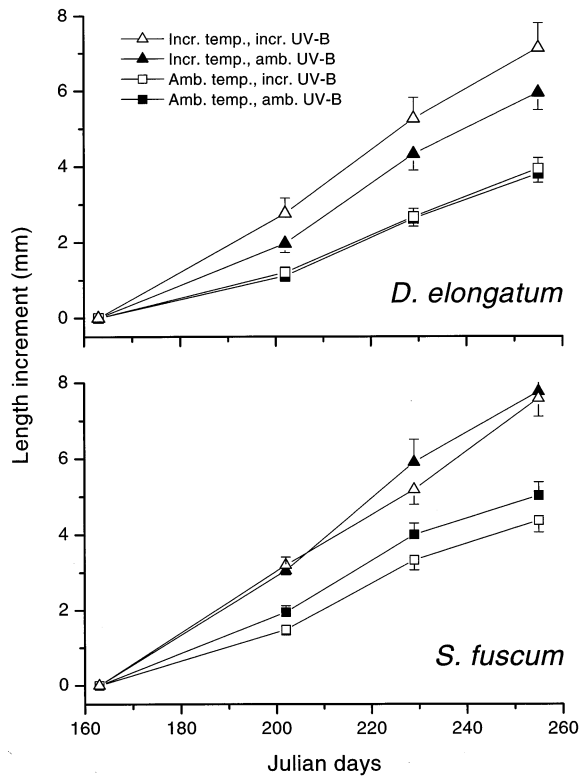 8
Incr. temp., incr. UV-B
Incr. temp., amb. UV-B
Amb. temp., incr. UV-B
Amb. temp., amb. UV-B
6
4
2
0
D. elongatum
Length increment (mm)
8
6
4
2
0
S. fuscum
160 180 200 220 240 260
Julian days